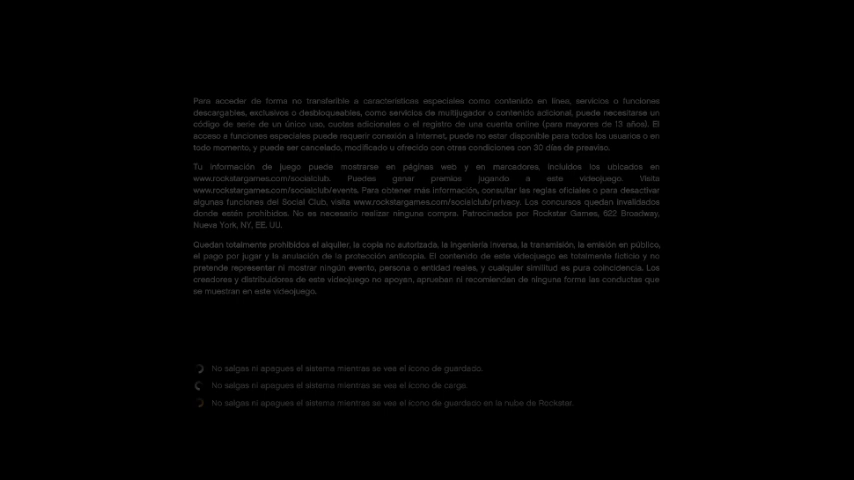 Para acceder de forma no transferible a características especiales como contenido en línea, servicios o funciones
descargables, exclusivos o desbloqueables, como servicios de multijugador o contenido adicional, puede necesitarse un
código de serie de un único uso, cuotas adicionales o el registro de una cuenta online (para mayores de 13 años). El
acceso a funciones especiales puede requerir conexión a Internet, puede no estar disponible para todos los usuarios o en
todo momento, y puede ser cancelado, modificado u ofrecido con otras condiciones con 30 días de preaviso.
Tu información de juego puede mostrarse en páginas web y en marcadores, incluidos los ubicados en
www.rockstargames.com/socialclub. Puedes ganar premios jugando a este videojuego. Visita
www.rockstargames.com/socialclub/events. Para obtener más información, consultar las reglas oficiales o para desactivar
algunas funciones del Social Club, visita www.rockstargames.com/socialclub/privacy. Los concursos quedan invalidados
donde estén prohibidos. No es necesario realizar ninguna compra. Patrocinados por Rockstar Games, 622 Broadway,
Nueva York, NY, EE. UU.
Quedan totalmente prohibidos el alquiler, la copia no autorizada, la ingeniería inversa, la transmisión, la emisión en público,
el pago por jugar y la anulación de la protección anticopia. El contenido de este videojuego es totalmente ficticio y no
pretende representar ni mostrar ningún evento, persona o entidad reales, y cualquier similitud es pura coincidencia. Los
creadores y distribuidores de este videojuego no apoyan, aprueban ni recomiendan de ninguna forma las conductas que
se muestran en este videojuego.
No salgas ni apagues el sistema mientras se vea el icono de guardado.
No salgas ni apagues el sistema mientras se vea el icono de carga.
No salgas ni apagues el sistema mientras se vea el icono de guardado en la nube de Rockstar.